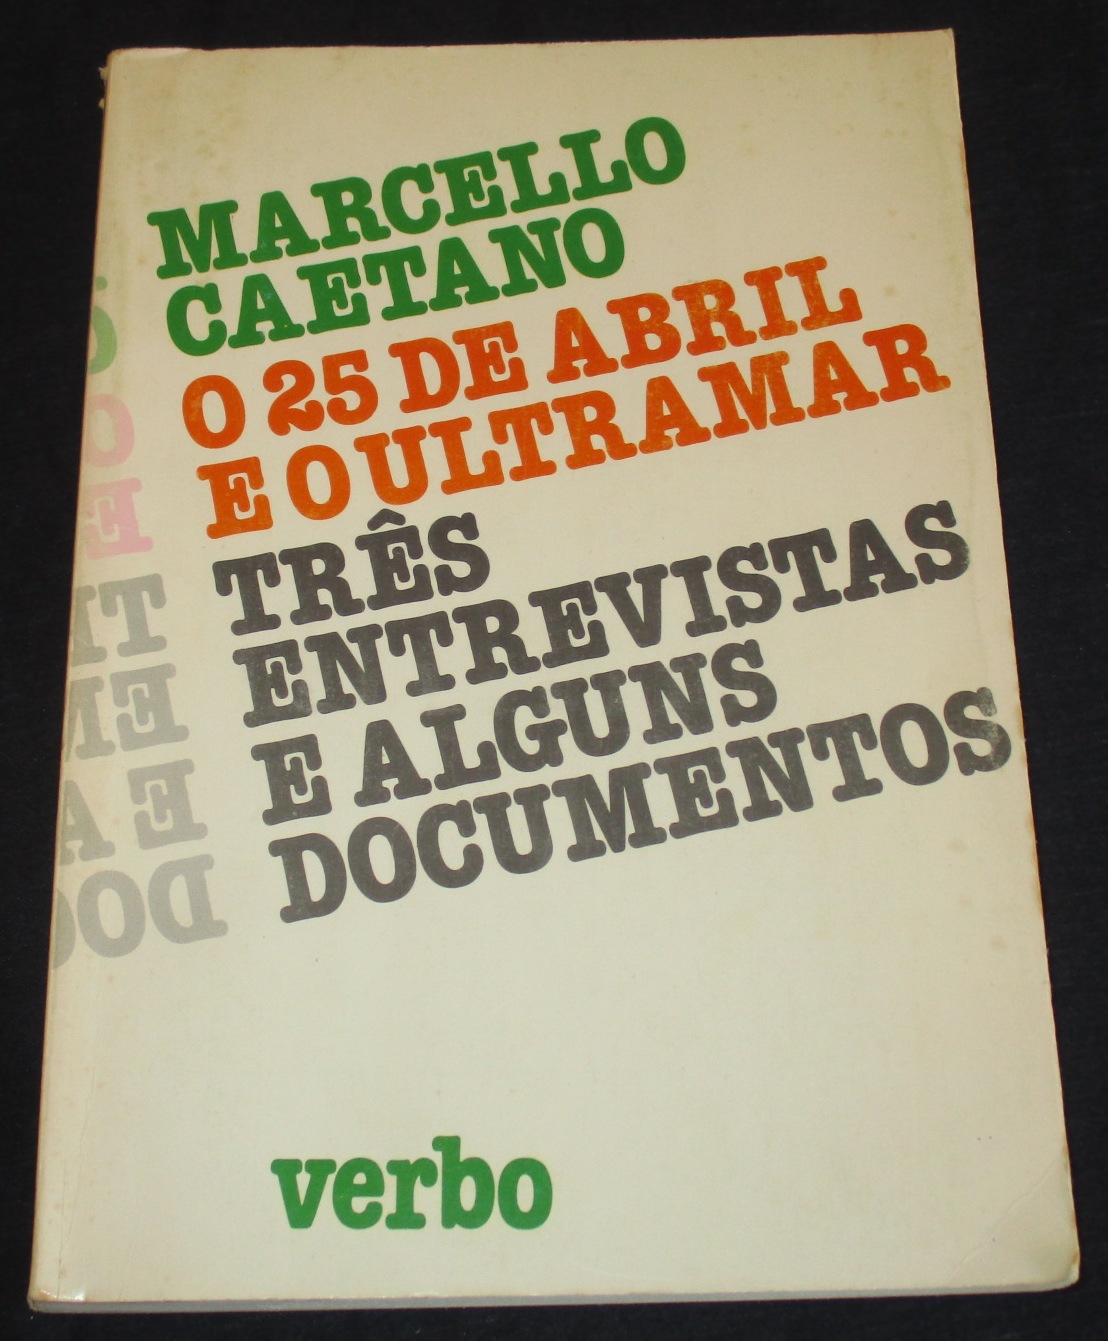 MARCELLO
CAETANO
O 25 DE ABRIL
E O ULTRAMAR
TRÊS
ENTREVISTAS
E ALGUNS
DOCUMENTOS
verbo